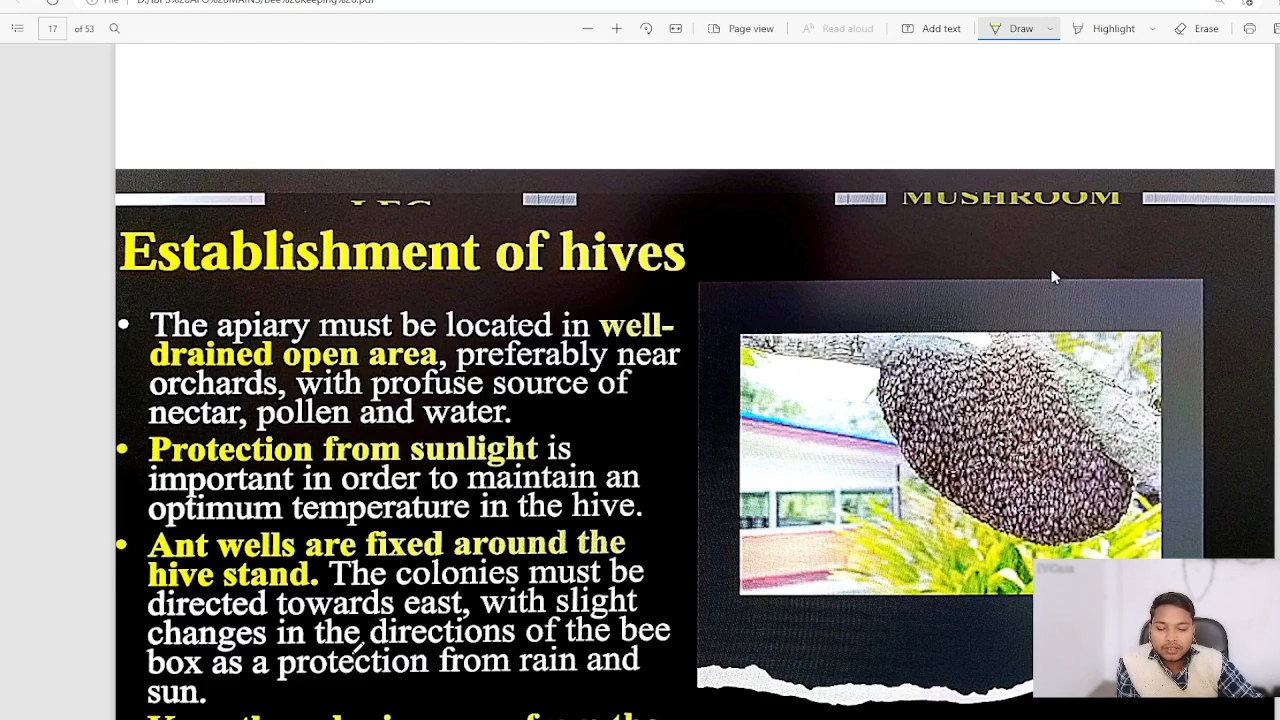 17 of 53
Page view
Read aloud
Add text
Draw
Highlight
Erase
MUSHROOM
Establishment of hives
• The apiary must be located in well-
drained open area, preferably near
orchards, with profuse source of
nectar, pollen and water.
• Protection from sunlight is
important in order to maintain an
optimum temperature in the hive.
• Ant wells are fixed around the
hive stand. The colonies must be
directed towards east, with slight
changes in the directions of the bee
box as a protection from rain and
sun.